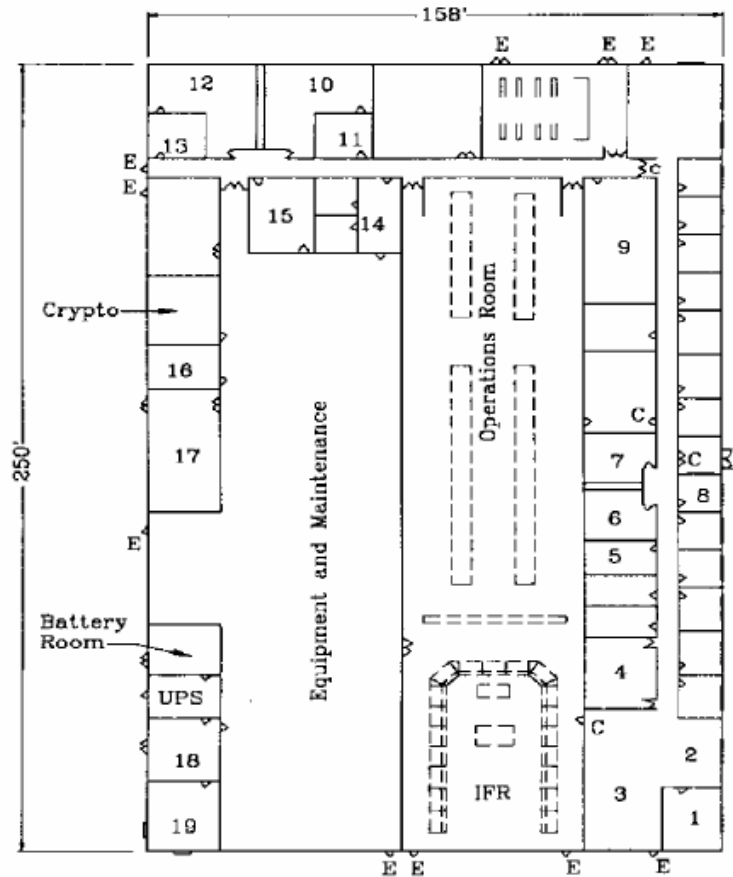 158'
E E E
12 10
13 11
E
E
C
15 14
9
Crypto
16
Operations Room
C
17
7 C
8
250'
Equipment and Maintenance
6
E
5
Battery
Room
4
UPS
C
18
2
IFR
3
19
1
E E E E